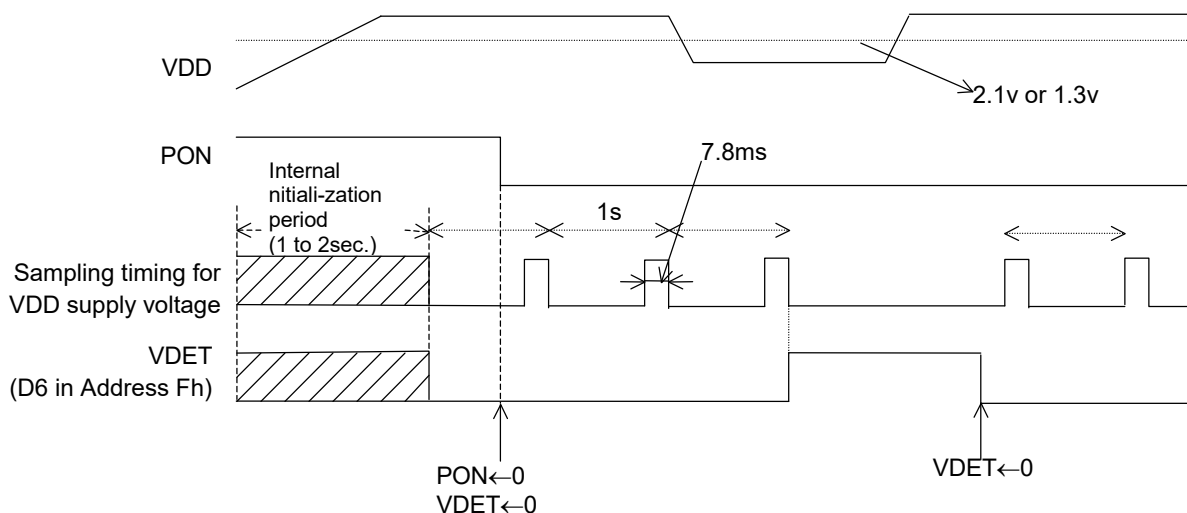 VDD
2.1v or 1.3v
PON
7.8ms
Internal
nitiali-zation
period
(1 to 2sec.)
1s
Sampling timing for
VDD supply voltage
VDET
(D6 in Address Fh)
PON←0
VDET←0
VDET←0